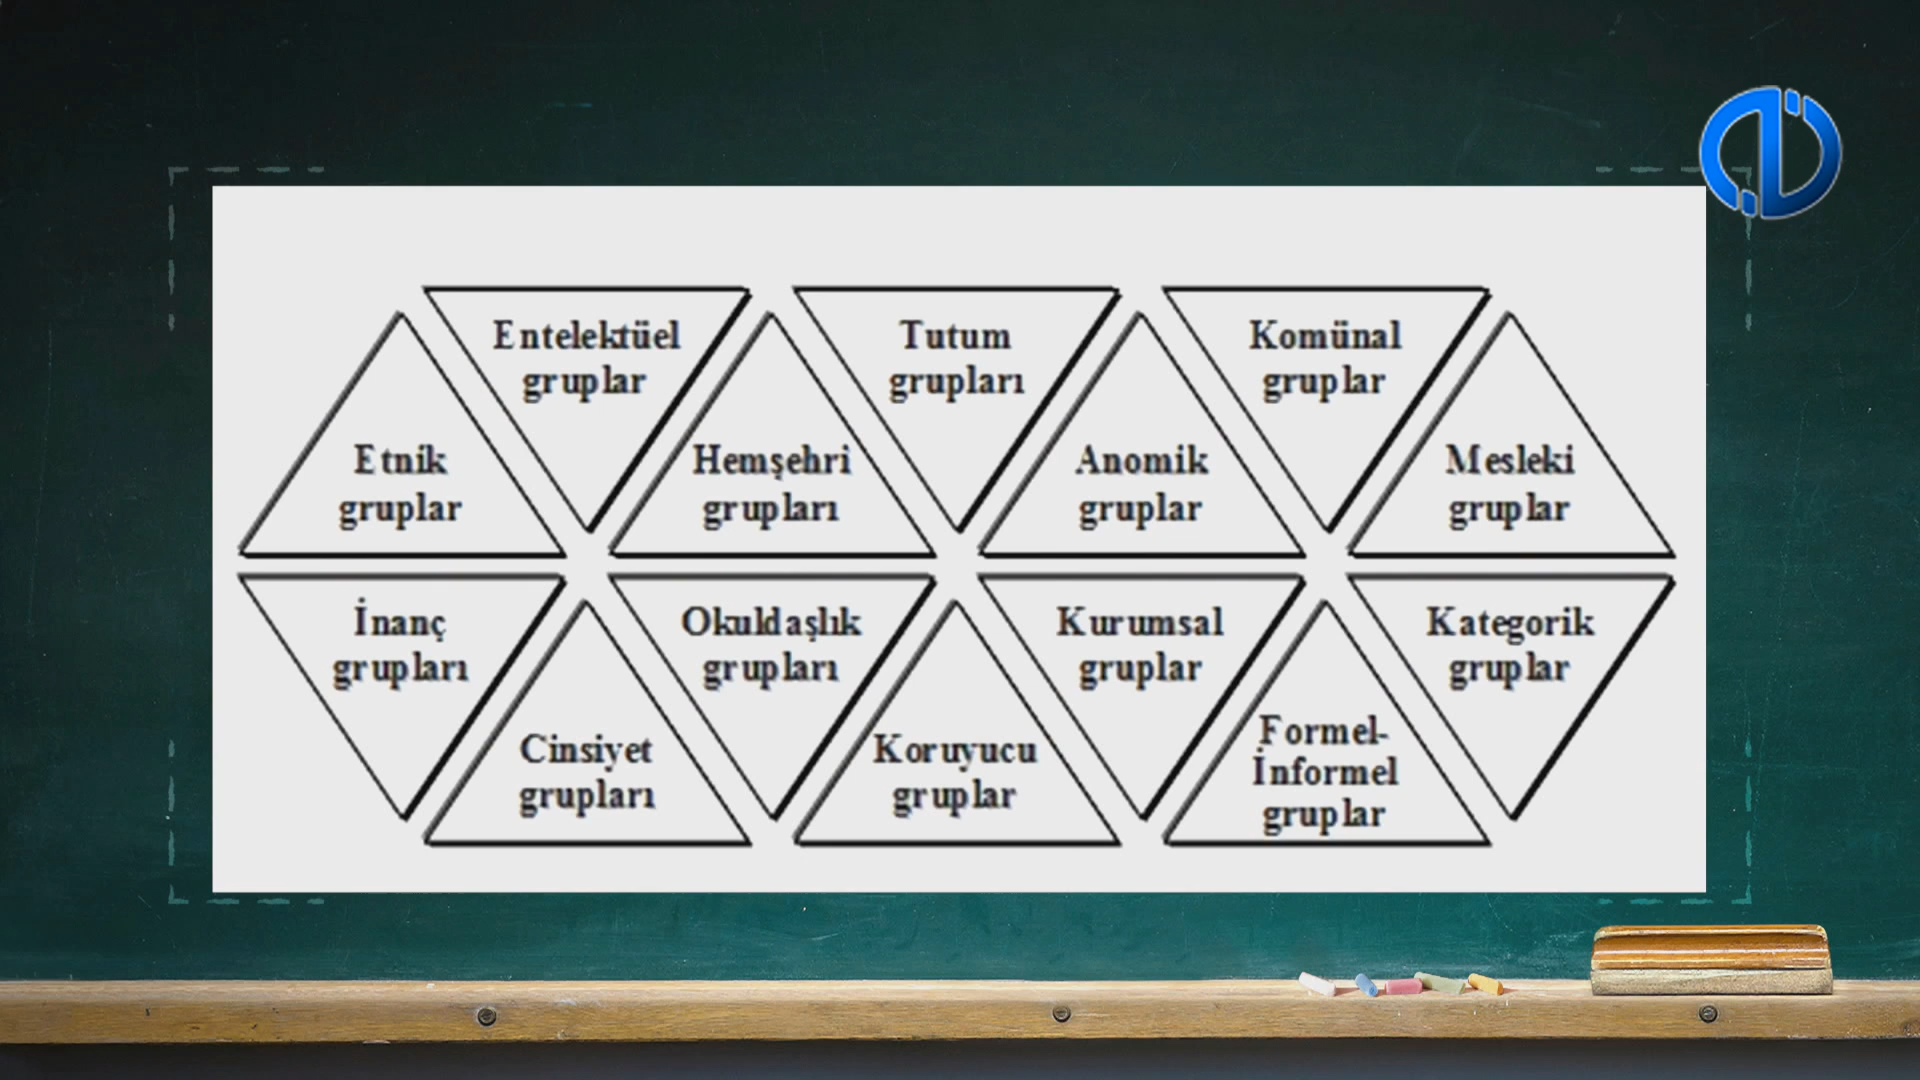 Entelektüel
gruplar
Tutum
grupları
Komünal
gruplar
Etnik
gruplar
Hemşehri
grupları
Anomik
gruplar
Mesleki
gruplar
İnanç
grupları
Okuldaşlık
grupları
Kurumsal
gruplar
Kategorik
gruplar
Cinsiyet
grupları
Koruyucu
gruplar
Formel-
İnformel
gruplar